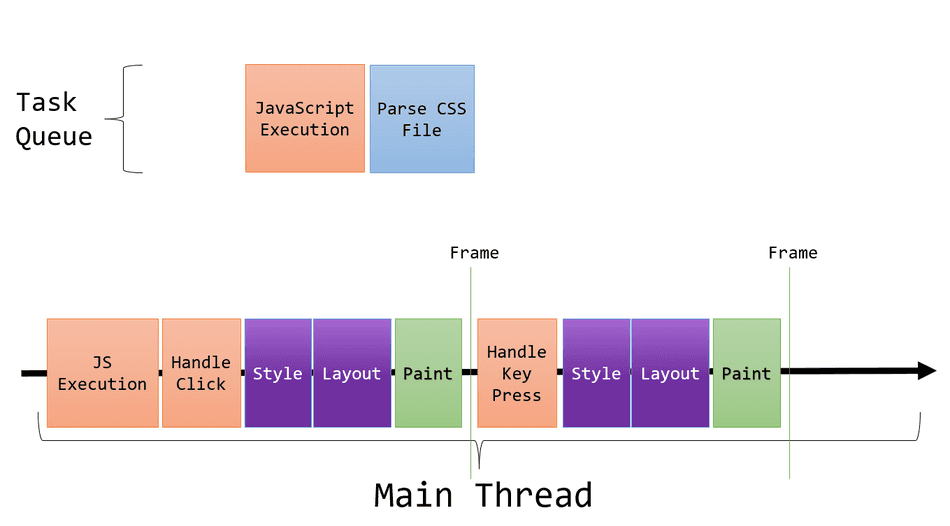 Task
Queue
JavaScript
Execution
Parse CSS
File
Frame
Frame
JS
Execution
Handle
Click
Style
Layout
Paint
Handle
Key
Press
Style
Layout
Paint
Main Thread